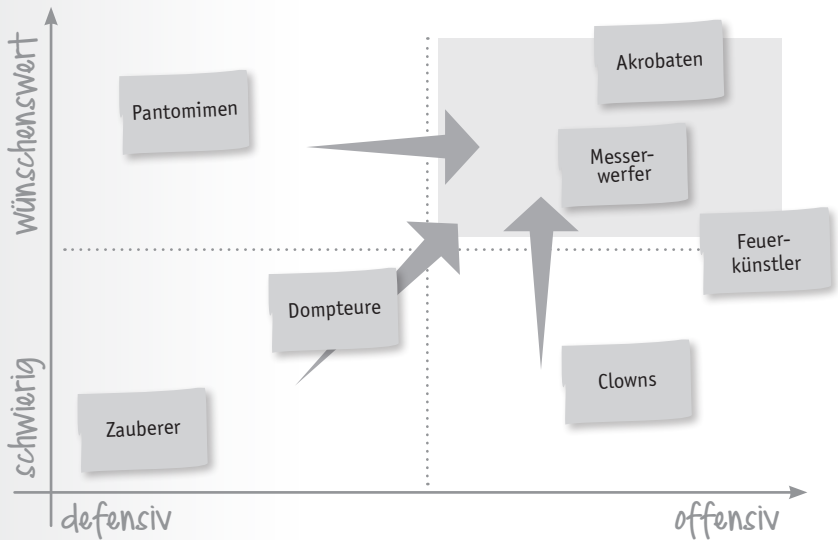 wünschenswert
Akrobaten
Pantomimen
Messer-
werfer
Feuer-
künstler
Dompteure
Clowns
Zauberer
schwierig
defensiv
offensiv